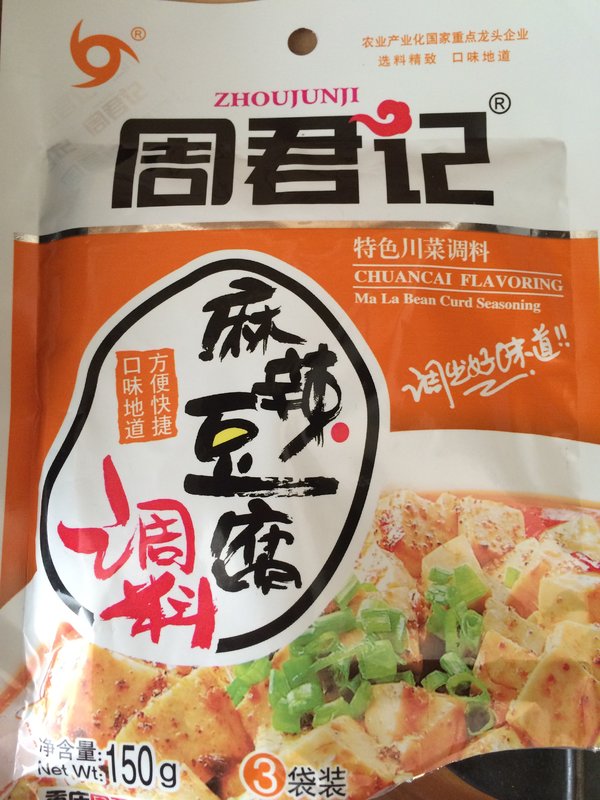 ®
农业产业化国家重点龙头企业
选料精致 口味地道
ZHOUJUNJI
周君记®
特色川菜调料
CHUANCAI FLAVORING
Ma La Bean Curd Seasoning
调出好味道!!
麻辣豆腐
方便快捷
口味地道
调料
净含量:
Net Wt: 150g
3袋装